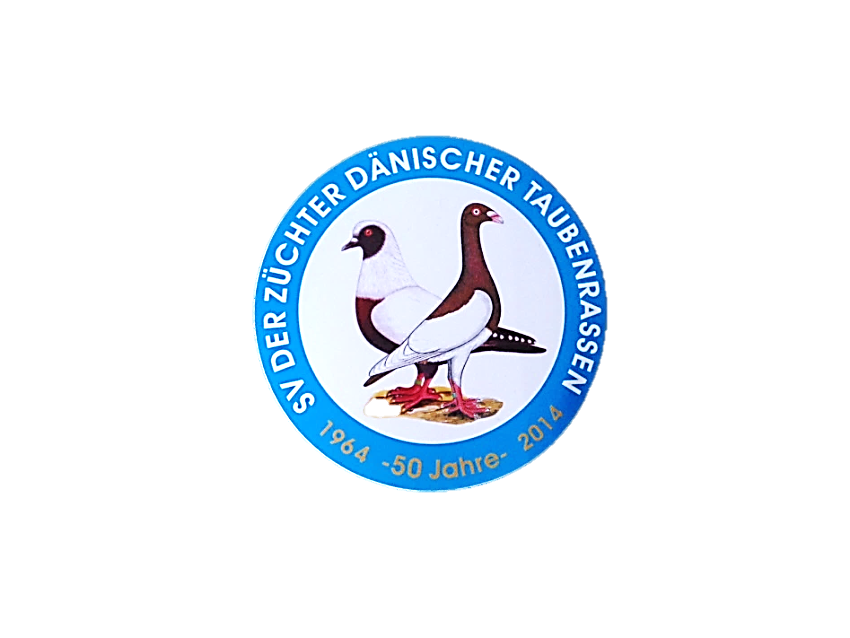 SV DER ZÜCHTER DÄNISCHER TAUBENRASSEN
1964 -50 Jahre- 2014